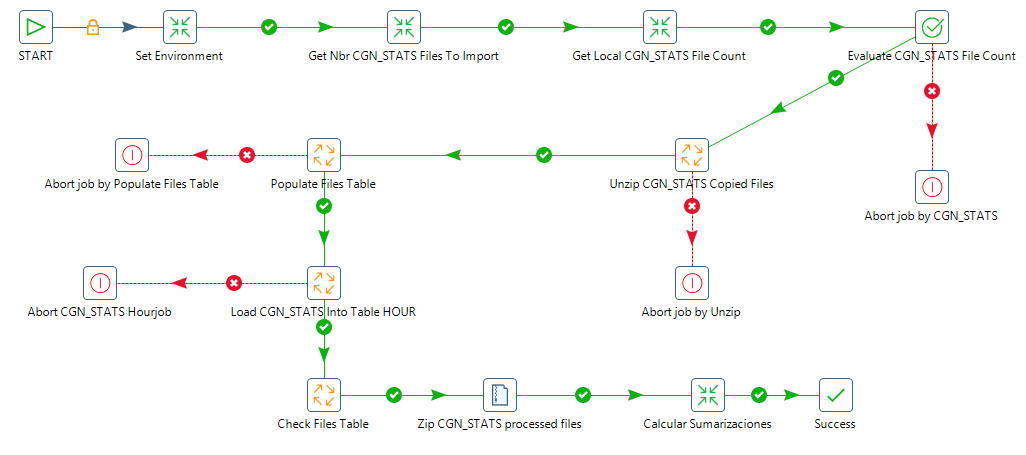 START
Set Environment
Get Nbr CGN_STATS Files To Import
Get Local CGN_STATS File Count
Evaluate CGN_STATS File Count
Abort job by Populate Files Table
Populate Files Table
Unzip CGN_STATS Copied Files
Abort job by CGN_STATS
Abort CGN_STATS Hourjob
Load CGN_STATS Into Table HOUR
Abort job by Unzip
Check Files Table
Zip CGN_STATS processed files
Calcular Sumarizaciones
Success